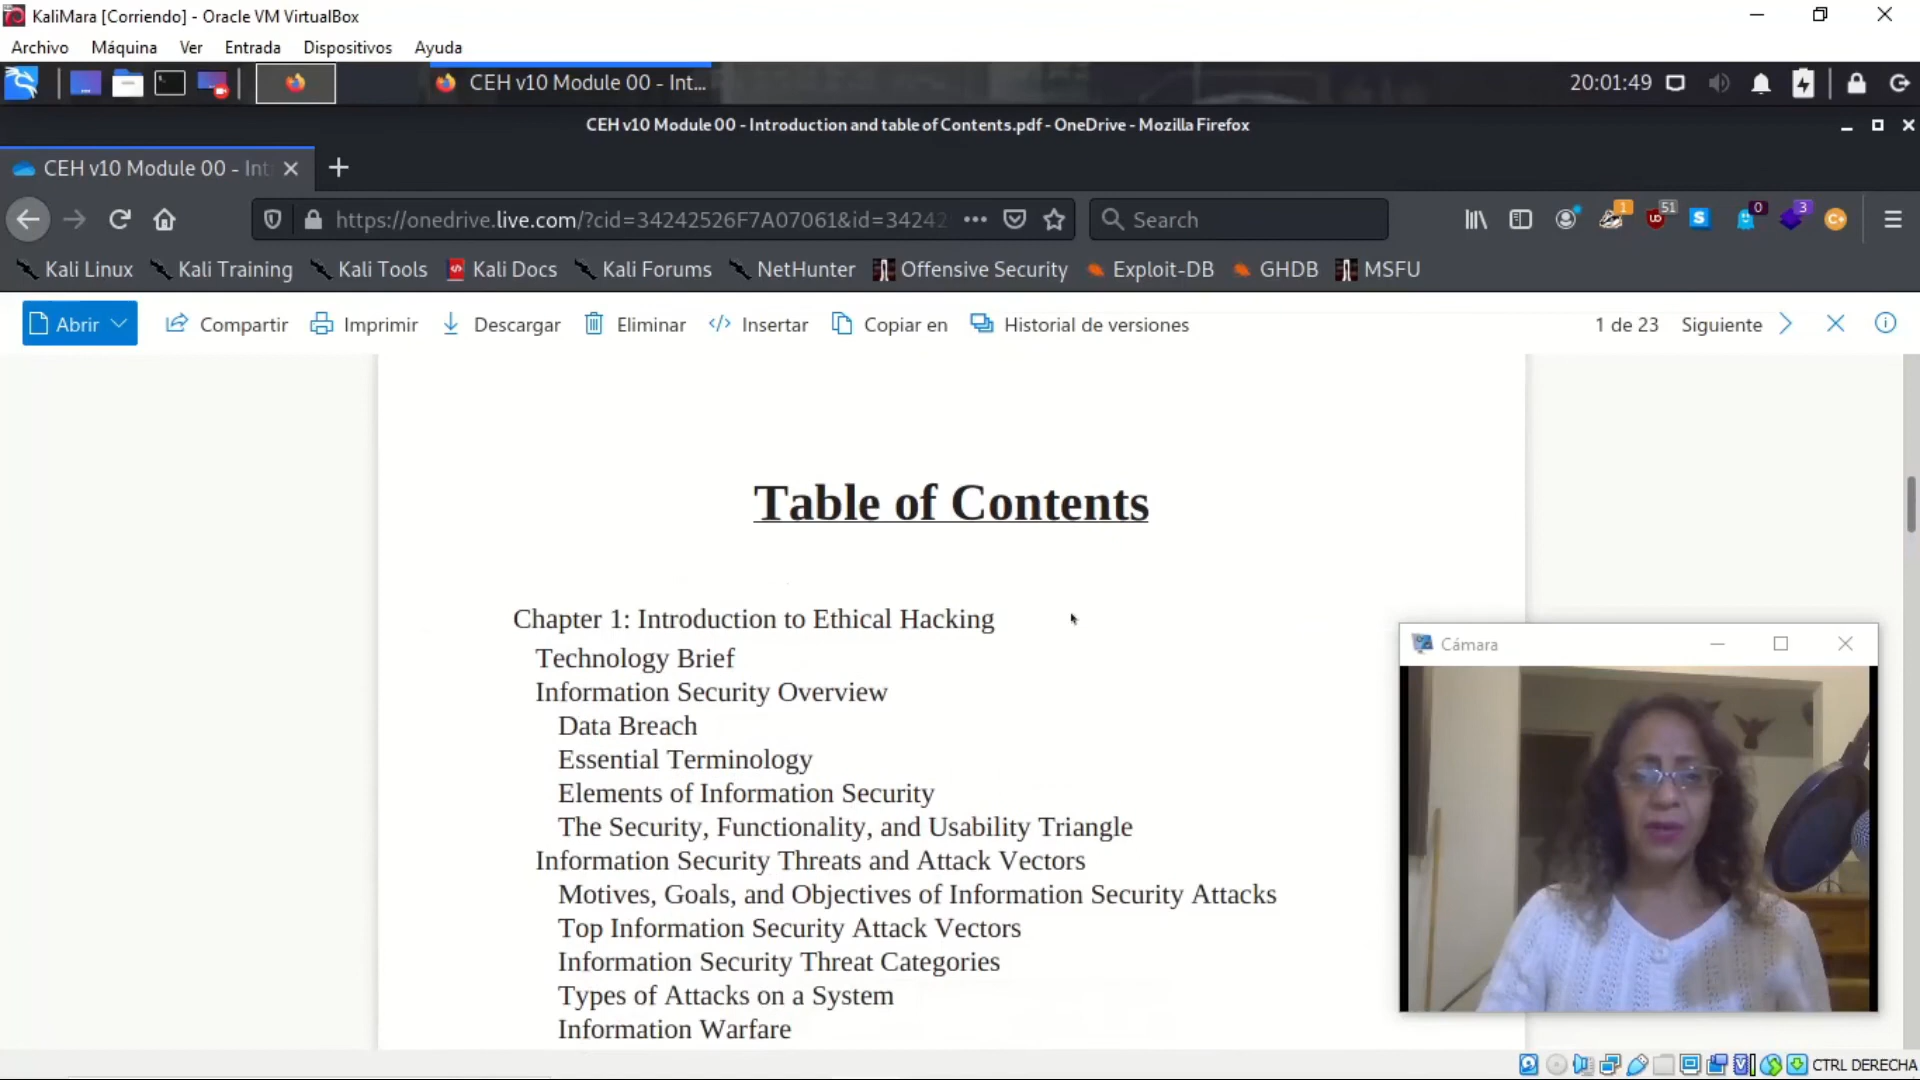 KaliMara [Corriendo] - Oracle VM VirtualBox
Archivo Máquina Ver Entrada Dispositivos Ayuda
CEH v10 Module 00 - Int... 20:01:49
CEH v10 Module 00 - Introduction and table of Contents.pdf - OneDrive - Mozilla Firefox
CEH v10 Module 00 - Int
https://onedrive.live.com/?cid=34242526F7A07061&id=34242 Search 1 51 0 3
Kali Linux Kali Training Kali Tools Kali Docs Kali Forums NetHunter Offensive Security Exploit-DB GHDB MSFU
Abrir Compartir Imprimir Descargar Eliminar Insertar Copiar en Historial de versiones 1 de 23 Siguiente
Table of Contents
Chapter 1: Introduction to Ethical Hacking
Technology Brief
Information Security Overview
Data Breach
Essential Terminology
Elements of Information Security
The Security, Functionality, and Usability Triangle
Information Security Threats and Attack Vectors
Motives, Goals, and Objectives of Information Security Attacks
Top Information Security Attack Vectors
Information Security Threat Categories
Types of Attacks on a System
Information Warfare
Cámara
CTRL DERECHA